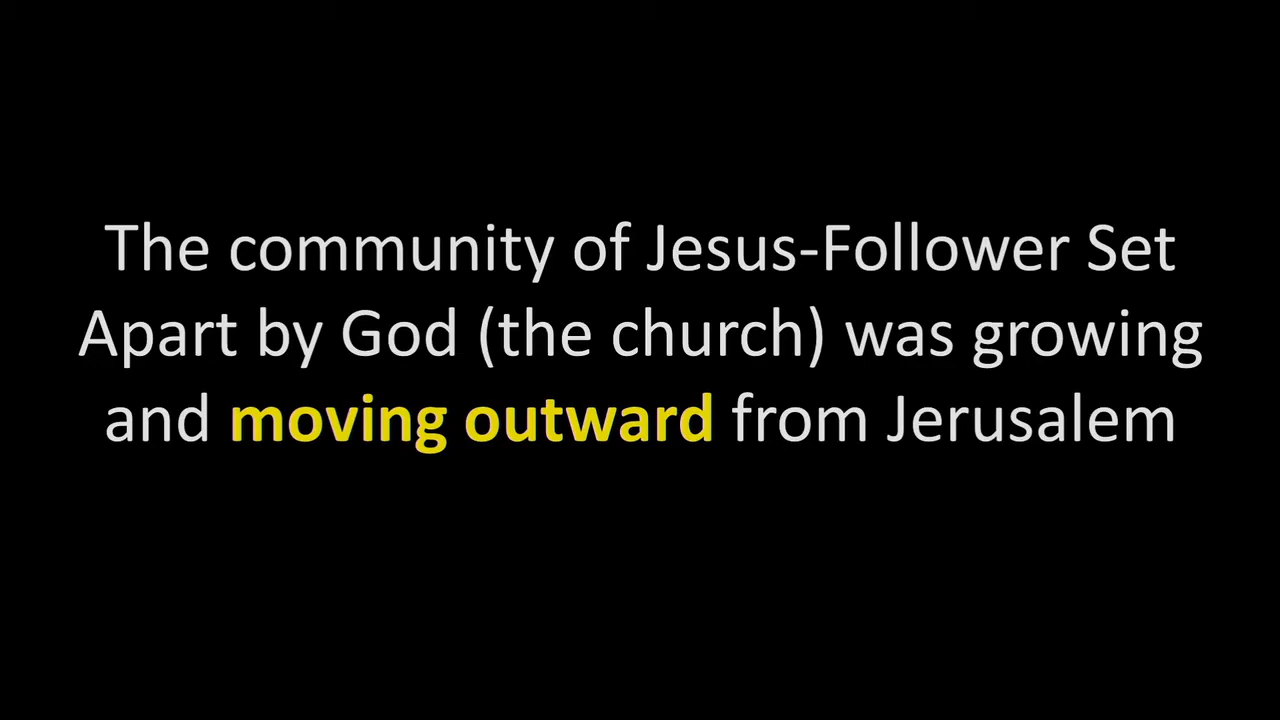 The community of Jesus-Follower Set
Apart by God (the church) was growing
and moving outward from Jerusalem